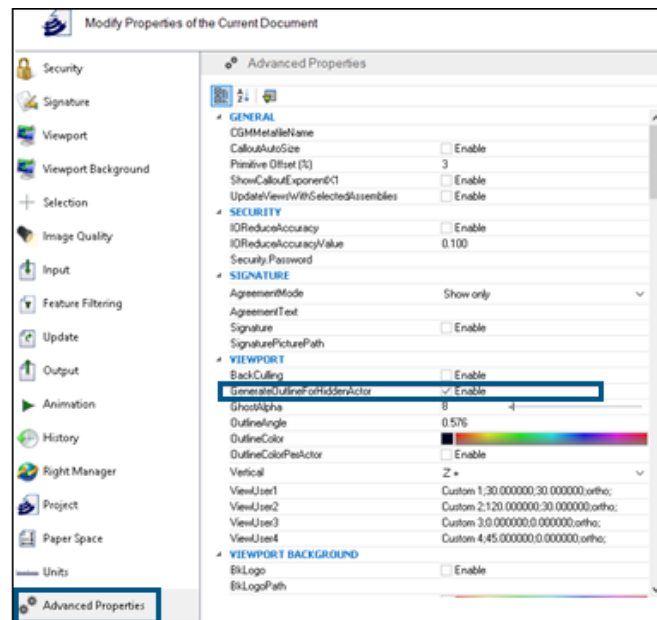 Modify Properties of the Current Document
Security
Signature
Viewport
Viewport Background
Selection
Image Quality
Input
Feature Filtering
Update
Output
Animation
History
Right Manager
Project
Paper Space
Units
Advanced Properties
Advanced Properties
GENERAL
CGMMetafileName
CalloutAutoSize Enable
Primitive Offset (%) 3
ShowCalloutExponentX1 Enable
UpdateViewsWithSelectedAssemblies Enable
SECURITY
IOReduceAccuracy Enable
IOReduceAccuracyValue 0.100
Security.Password
SIGNATURE
AgreementMode Show only
AgreementText
Signature Enable
SignaturePicturePath
VIEWPORT
BackCulling Enable
GenerateOutlineForHiddenActor Enable
GhostAlpha 8
OutlineAngle 0.576
OutlineColor
OutlineColorPerActor Enable
Vertical Z +
ViewUser1 Custom 1;30.000000;30.000000;ortho;
ViewUser2 Custom 2;120.000000;30.000000;ortho;
ViewUser3 Custom 3;0.000000;0.000000;ortho;
ViewUser4 Custom 4;45.000000;0.000000;ortho;
VIEWPORT BACKGROUND
BkLogo Enable
BkLogoPath